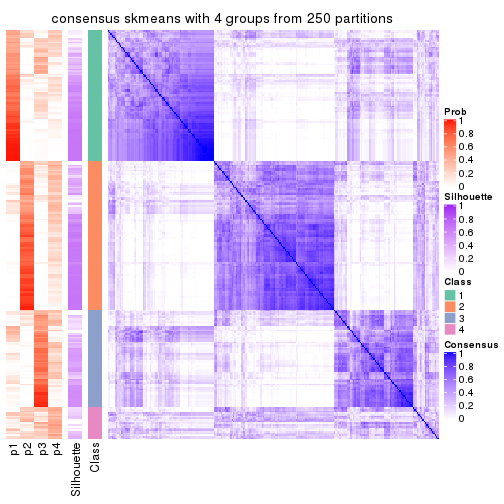 consensus skmeans with 4 groups from 250 partitions
Prob
1
0.8
0.6
0.4
0.2
0
Silhouette
1
0.8
0.6
0.4
0.2
0
Class
1
2
3
4
Consensus
1
0.8
0.6
0.4
0.2
0
p1
p2
p3
p4
Silhouette
Class